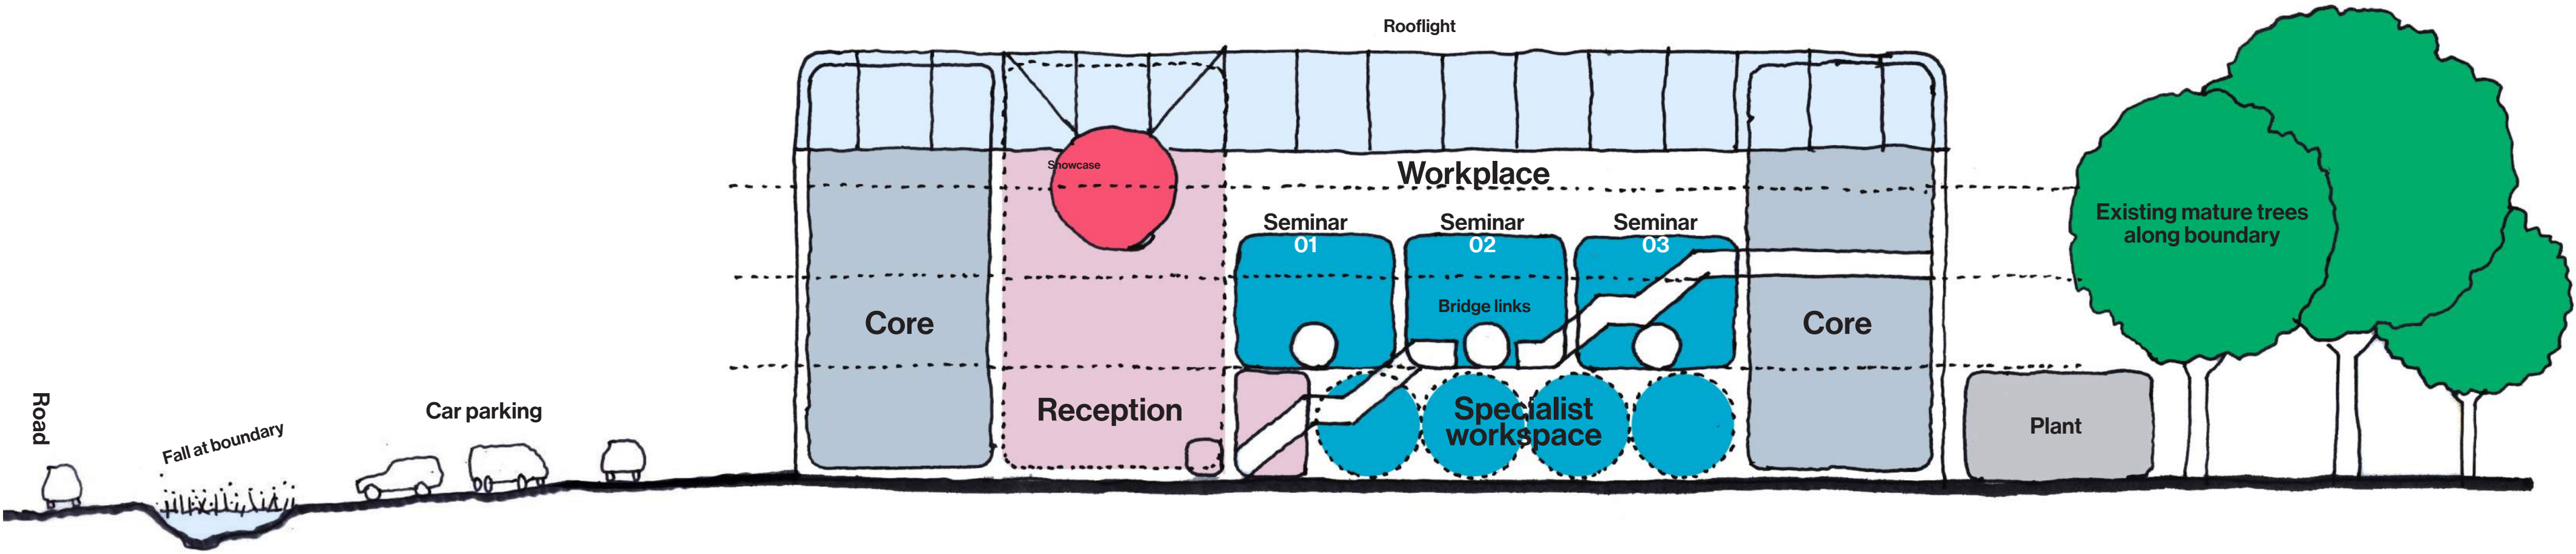 Rooflight
Showcase
Workplace
Seminar
01
Seminar
02
Seminar
03
Existing mature trees
along boundary
Bridge links
Core
Core
Road
Fall at boundary
Car parking
Reception
Specialist
workspace
Plant